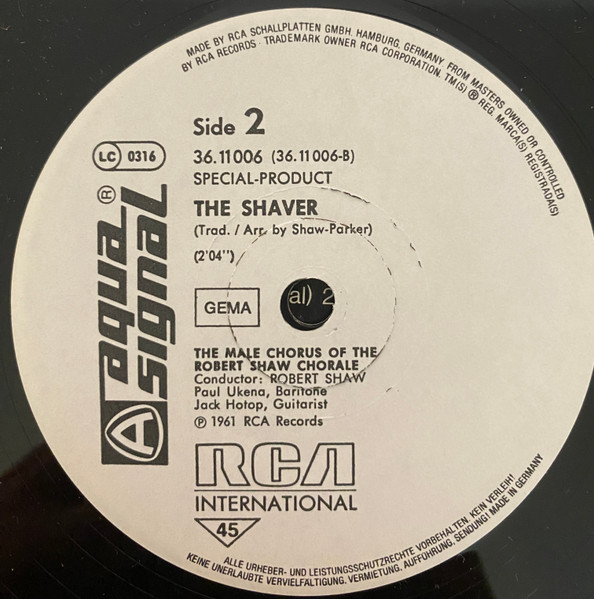 MADE BY RCA SCHALLPLATTEN GMBH, HAMBURG, GERMANY FROM MASTERS OWNED OR CONTROLLED
BY RCA RECORDS · TRADEMARK OWNER RCA CORPORATION. TM(S) ® REG. MARCA(S) REGISTRADA(S)
Side 2
LC 0316
36.11006 (36.11006-B)
SPECIAL-PRODUCT
THE SHAVER
(Trad. / Arr. by Shaw-Parker)
(2'04")
al) 2
GEMA
A aqua signal ®
THE MALE CHORUS OF THE
ROBERT SHAW CHORALE
Conductor: ROBERT SHAW
Paul Ukena, Baritone
Jack Hotop, Guitarist
℗ 1961 RCA Records
RCA
INTERNATIONAL
45
ALLE URHEBER- UND LEISTUNGSSCHUTZRECHTE VORBEHALTEN. KEIN VERLEIH!
KEINE UNERLAUBTE VERVIELFÄLTIGUNG, VERMIETUNG, AUFFÜHRUNG, SENDUNG! MADE IN GERMANY